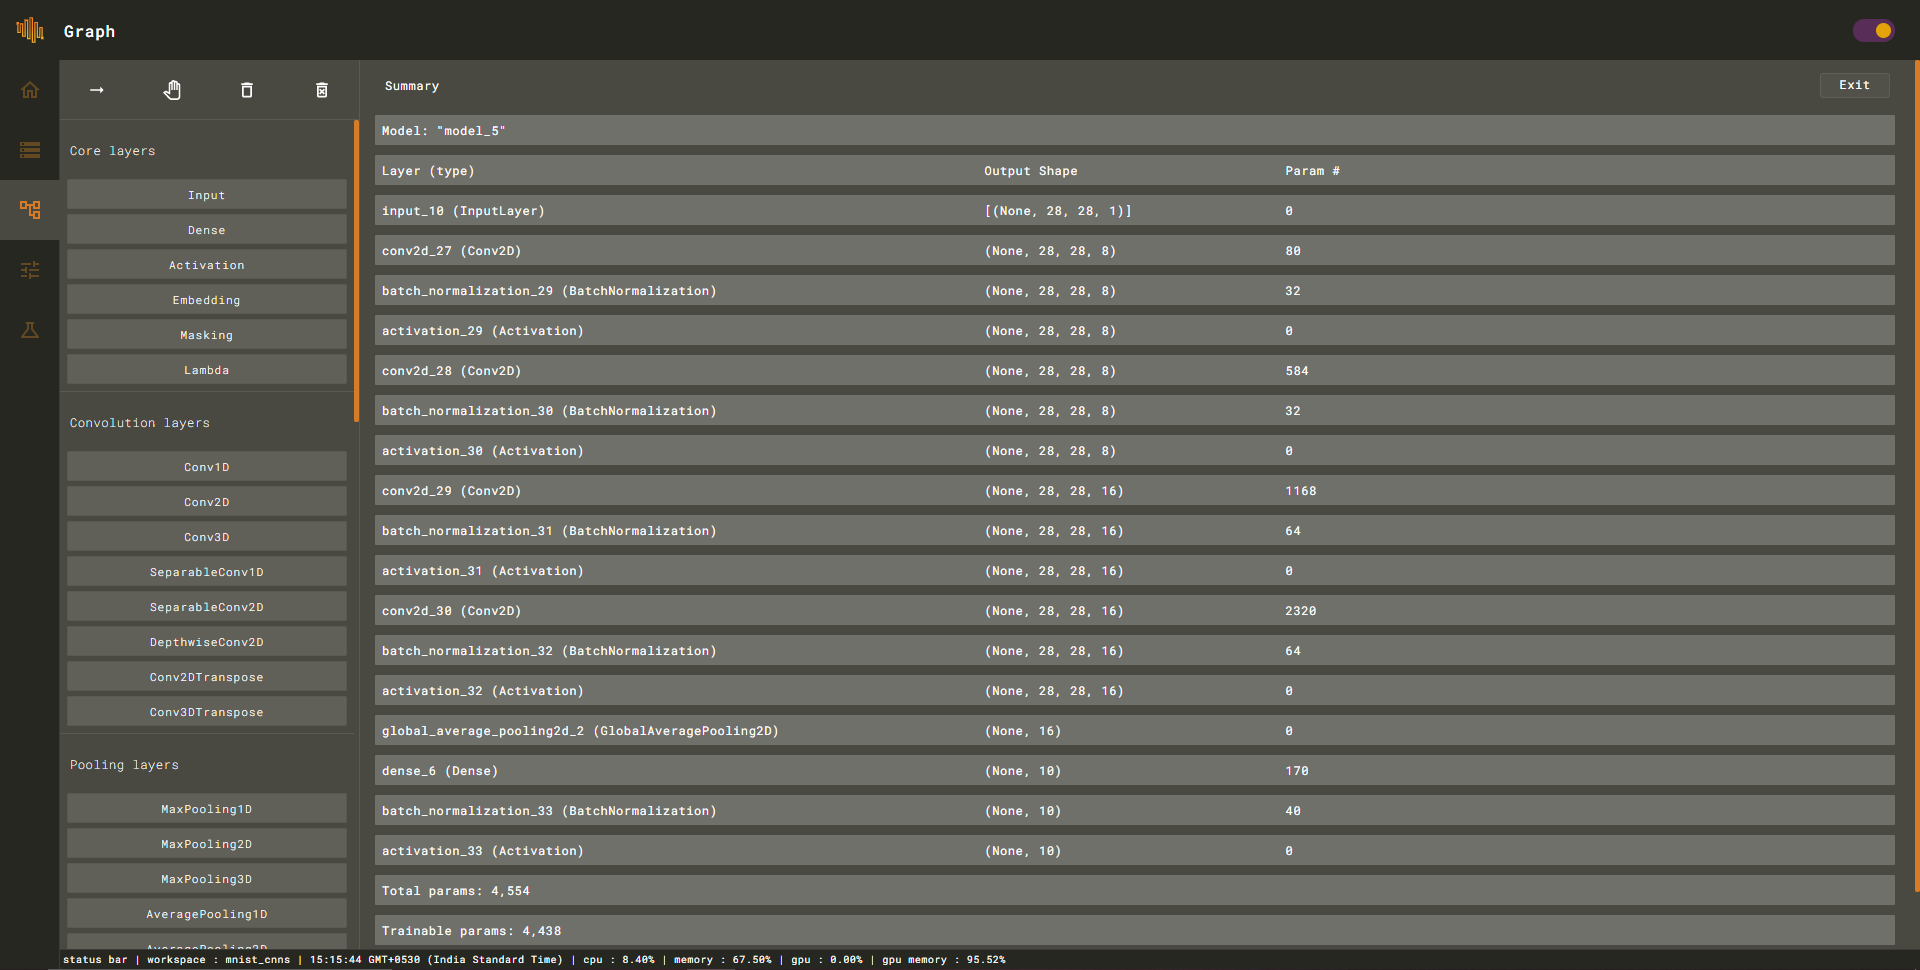 Graph
Summary
Exit
Core layers
Input
Dense
Activation
Embedding
Masking
Lambda
Convolution layers
Conv1D
Conv2D
Conv3D
SeparableConv1D
SeparableConv2D
DepthwiseConv2D
Conv2DTranspose
Conv3DTranspose
Pooling layers
MaxPooling1D
MaxPooling2D
MaxPooling3D
AveragePooling1D
AveragePooling2D
Model: "model_5"
Layer (type) Output Shape Param #
input_10 (InputLayer) [(None, 28, 28, 1)] 0
conv2d_27 (Conv2D) (None, 28, 28, 8) 80
batch_normalization_29 (BatchNormalization) (None, 28, 28, 8) 32
activation_29 (Activation) (None, 28, 28, 8) 0
conv2d_28 (Conv2D) (None, 28, 28, 8) 584
batch_normalization_30 (BatchNormalization) (None, 28, 28, 8) 32
activation_30 (Activation) (None, 28, 28, 8) 0
conv2d_29 (Conv2D) (None, 28, 28, 16) 1168
batch_normalization_31 (BatchNormalization) (None, 28, 28, 16) 64
activation_31 (Activation) (None, 28, 28, 16) 0
conv2d_30 (Conv2D) (None, 28, 28, 16) 2320
batch_normalization_32 (BatchNormalization) (None, 28, 28, 16) 64
activation_32 (Activation) (None, 28, 28, 16) 0
global_average_pooling2d_2 (GlobalAveragePooling2D) (None, 16) 0
dense_6 (Dense) (None, 10) 170
batch_normalization_33 (BatchNormalization) (None, 10) 40
activation_33 (Activation) (None, 10) 0
Total params: 4,554
Trainable params: 4,438
status bar | workspace : mnist_cnns | 15:15:44 GMT+0530 (India Standard Time) | cpu : 8.40% | memory : 67.50% | gpu : 0.00% | gpu memory : 95.52%